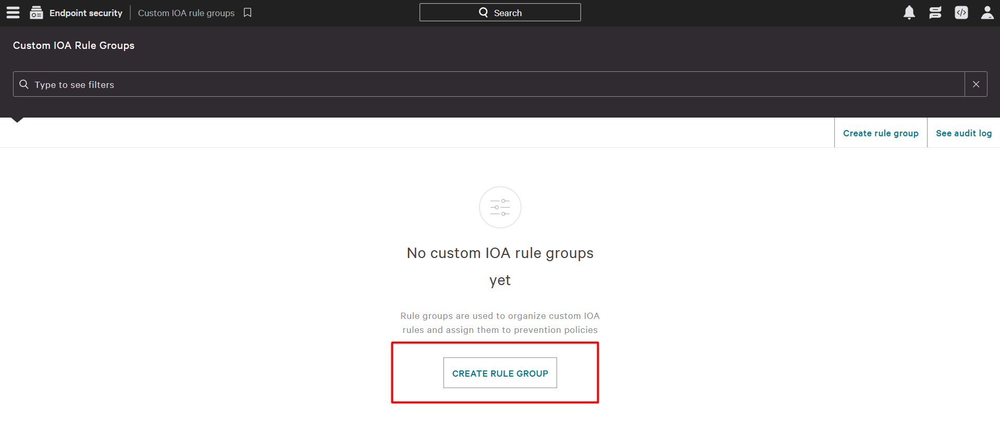 Endpoint security
Custom IOA rule groups
Search
Custom IOA Rule Groups
Type to see filters
Create rule group
See audit log
No custom IOA rule groups
yet
Rule groups are used to organize custom IOA
rules and assign them to prevention policies
CREATE RULE GROUP